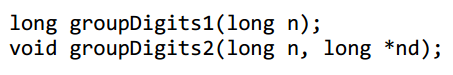 long groupDigits1(long n);
void groupDigits2(long n, long *nd);